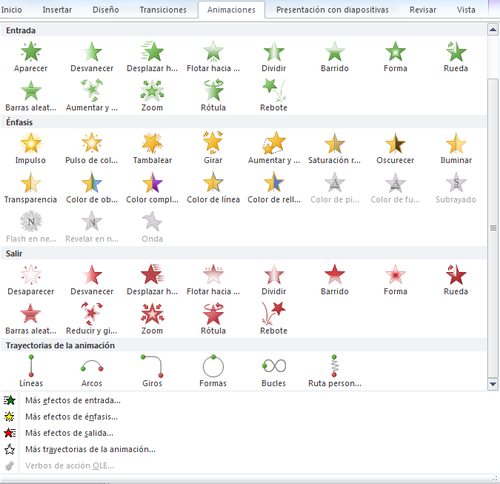 Inicio Insertar Diseño Transiciones Animaciones Presentación con diapositivas Revisar Vista
Entrada
Aparecer Desvanecer Desplazar h... Flotar hacia ... Dividir Barrido Forma Rueda
Barras aleat... Aumentar y ... Zoom Rótula Rebote
Énfasis
Impulso Pulso de col... Tambalear Girar Aumentar y ... Saturación r... Oscurecer Iluminar
Transparencia Color de ob... Color compl... Color de línea Color de rell... Color de pi... Color de fu... Subrayado
Flash en ne... Revelar en n... Onda
Salir
Desaparecer Desvanecer Desplazar h... Flotar hacia ... Dividir Barrido Forma Rueda
Barras aleat... Reducir y gi... Zoom Rótula Rebote
Trayectorias de la animación
Líneas Arcos Giros Formas Bucles Ruta person...
Más efectos de entrada...
Más efectos de énfasis...
Más efectos de salida...
Más trayectorias de la animación...
Verbos de acción OLE...